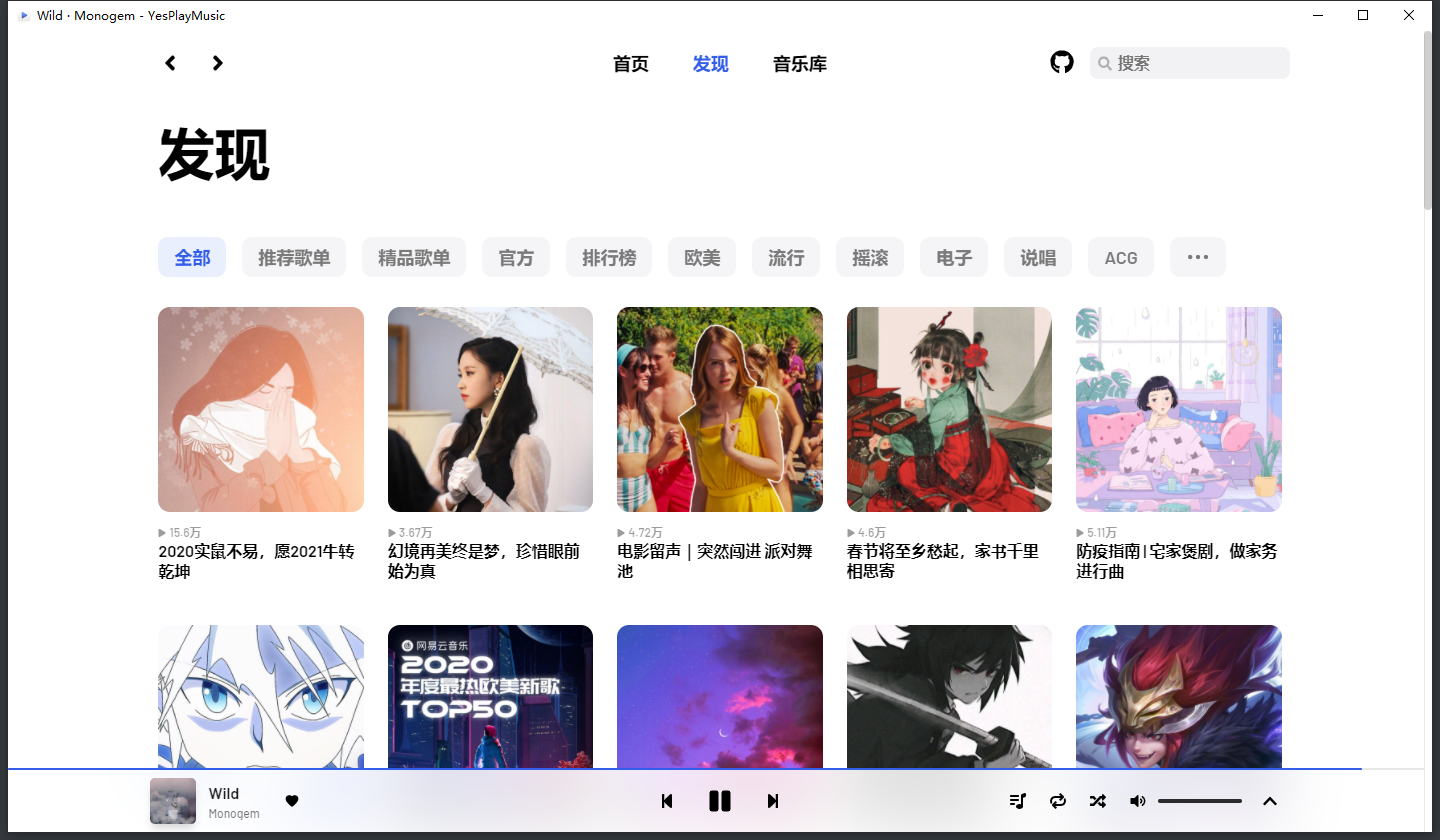 Wild · Monogem - YesPlayMusic
首页 发现 音乐库 搜索
发现
全部 推荐歌单 精品歌单 官方 排行榜 欧美 流行 摇滚 电子 说唱 ACG
15.6万
2020实鼠不易，愿2021牛转
乾坤
3.67万
幻境再美终是梦，珍惜眼前
始为真
4.72万
电影留声｜突然闯进 派对舞
池
4.6万
春节将至乡愁起，家书千里
相思寄
5.11万
防疫指南|宅家煲剧，做家务
进行曲
网易云音乐
2020
年度最热欧美新歌
TOP50
Wild
Monogem